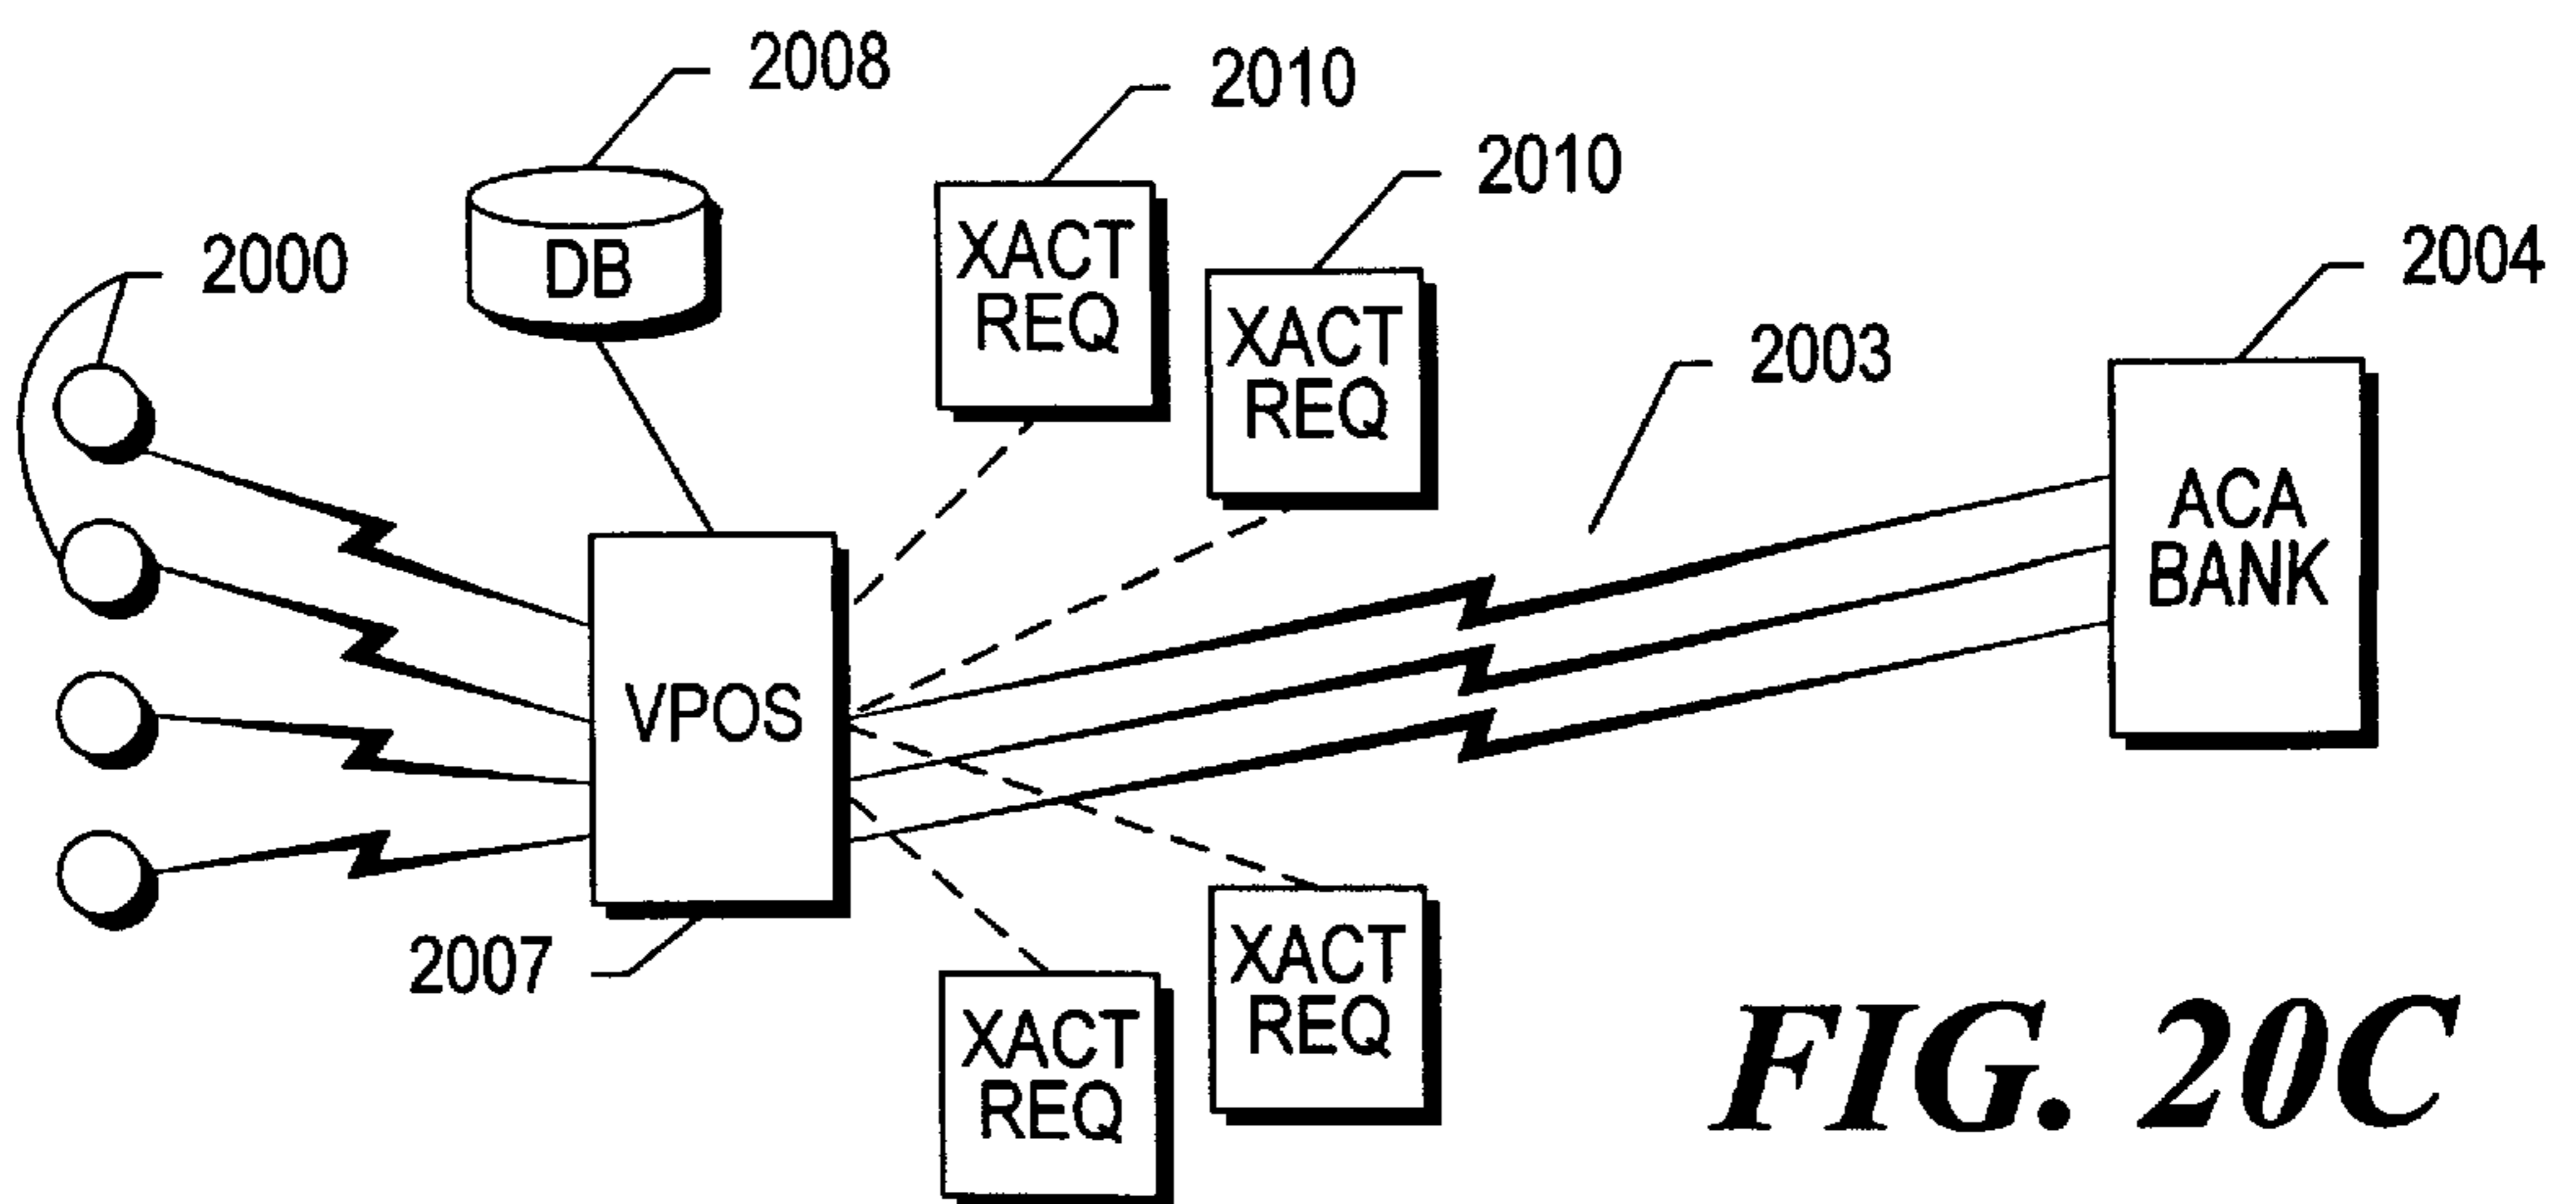 2008
2010
2010
2000
DB
XACT
REQ
XACT
REQ
2003
2004
ACA
BANK
VPOS
2007
XACT
REQ
XACT
REQ
FIG. 20C